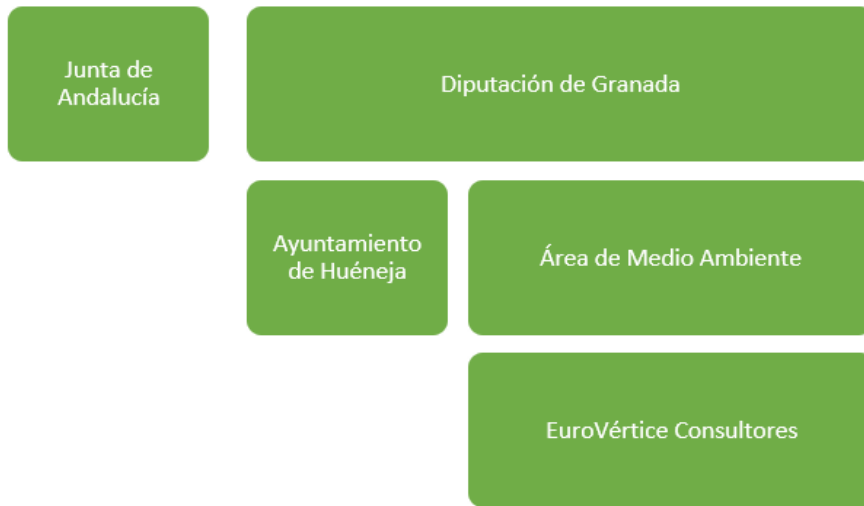 Junta de
Andalucía
Diputación de Granada
Ayuntamiento
de Huéneja
Área de Medio Ambiente
EuroVértice Consultores